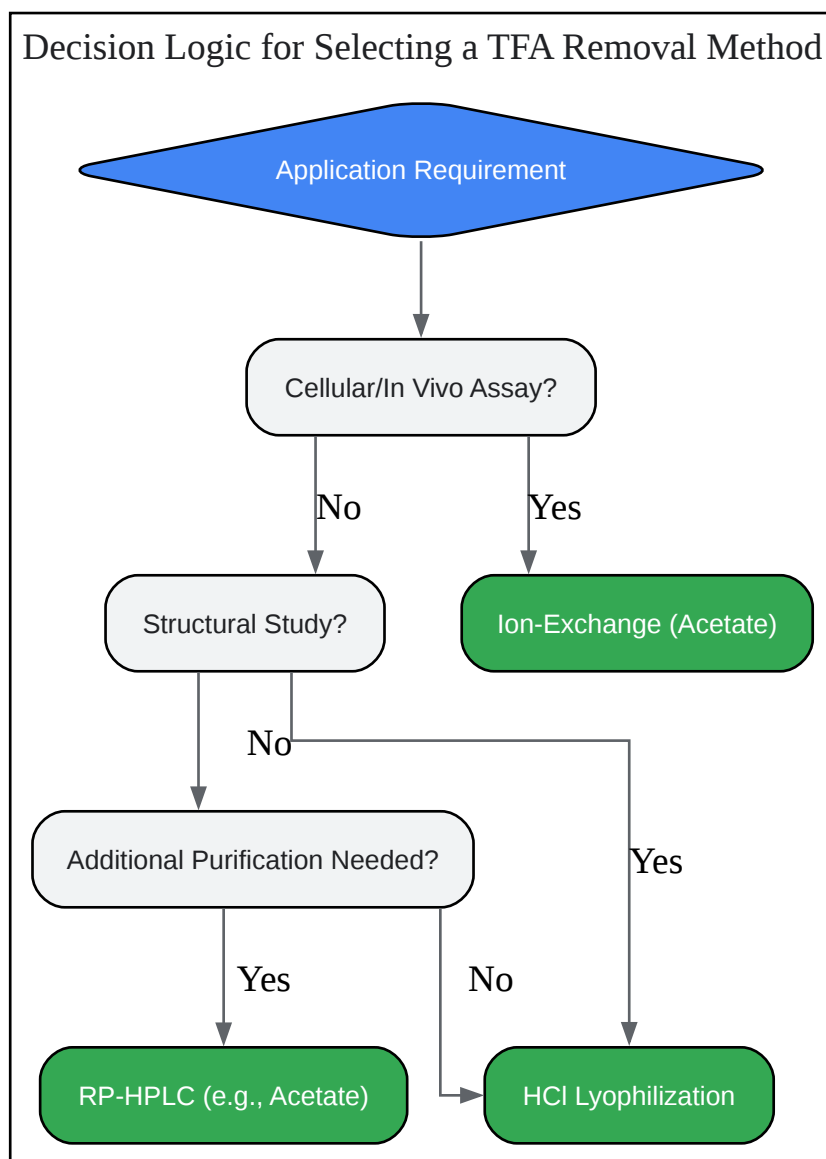 Decision Logic for Selecting a TFA Removal Method
Application Requirement
Cellular/In Vivo Assay?
No
Yes
Structural Study?
Ion-Exchange (Acetate)
No
Additional Purification Needed?
Yes
Yes
No
RP-HPLC (e.g., Acetate)
HCl Lyophilization